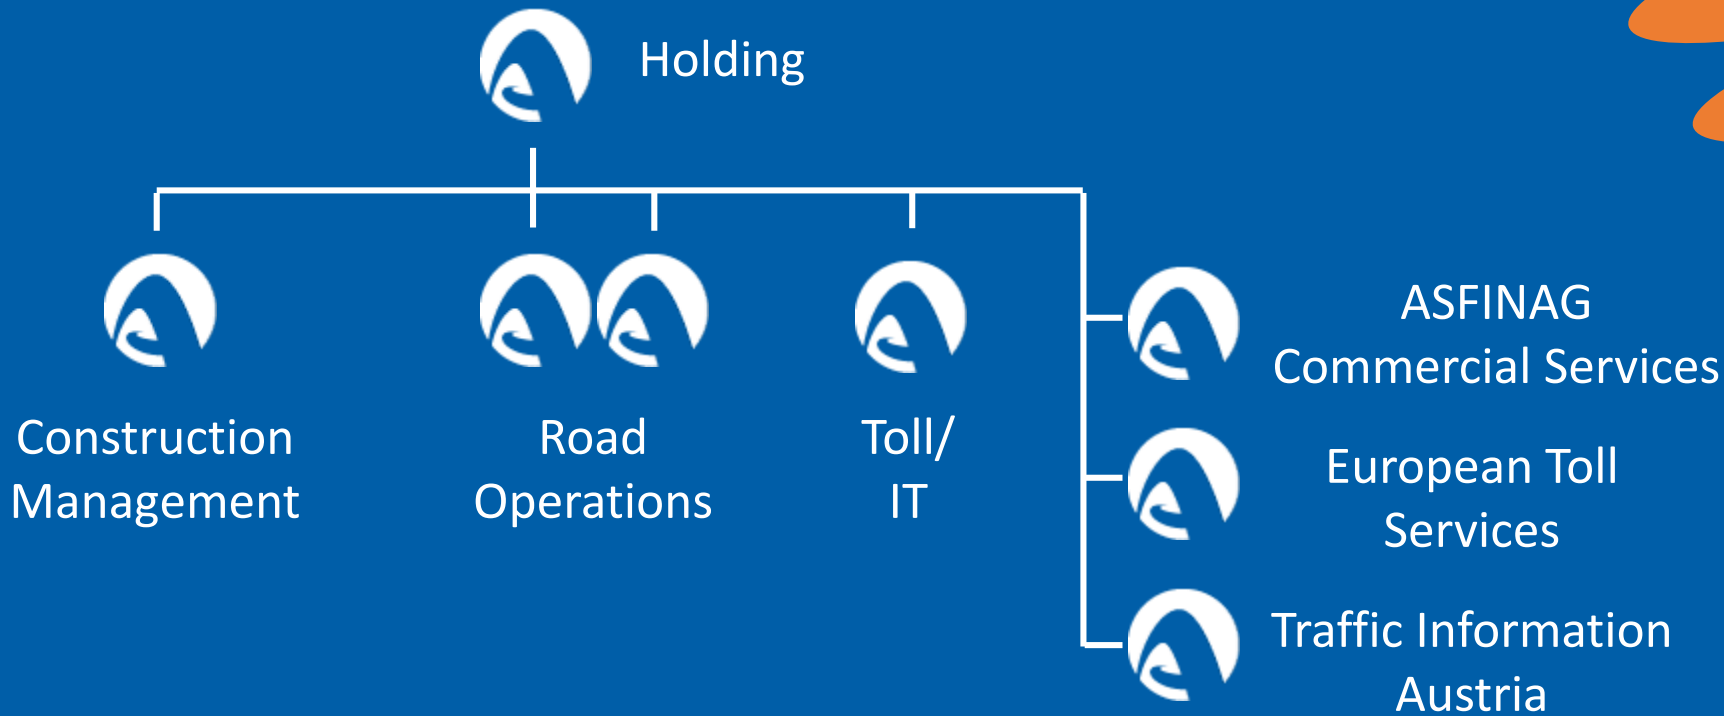 Holding
Construction
Management
Road
Operations
Toll/
IT
ASFINAG
Commercial Services
European Toll
Services
Traffic Information
Austria